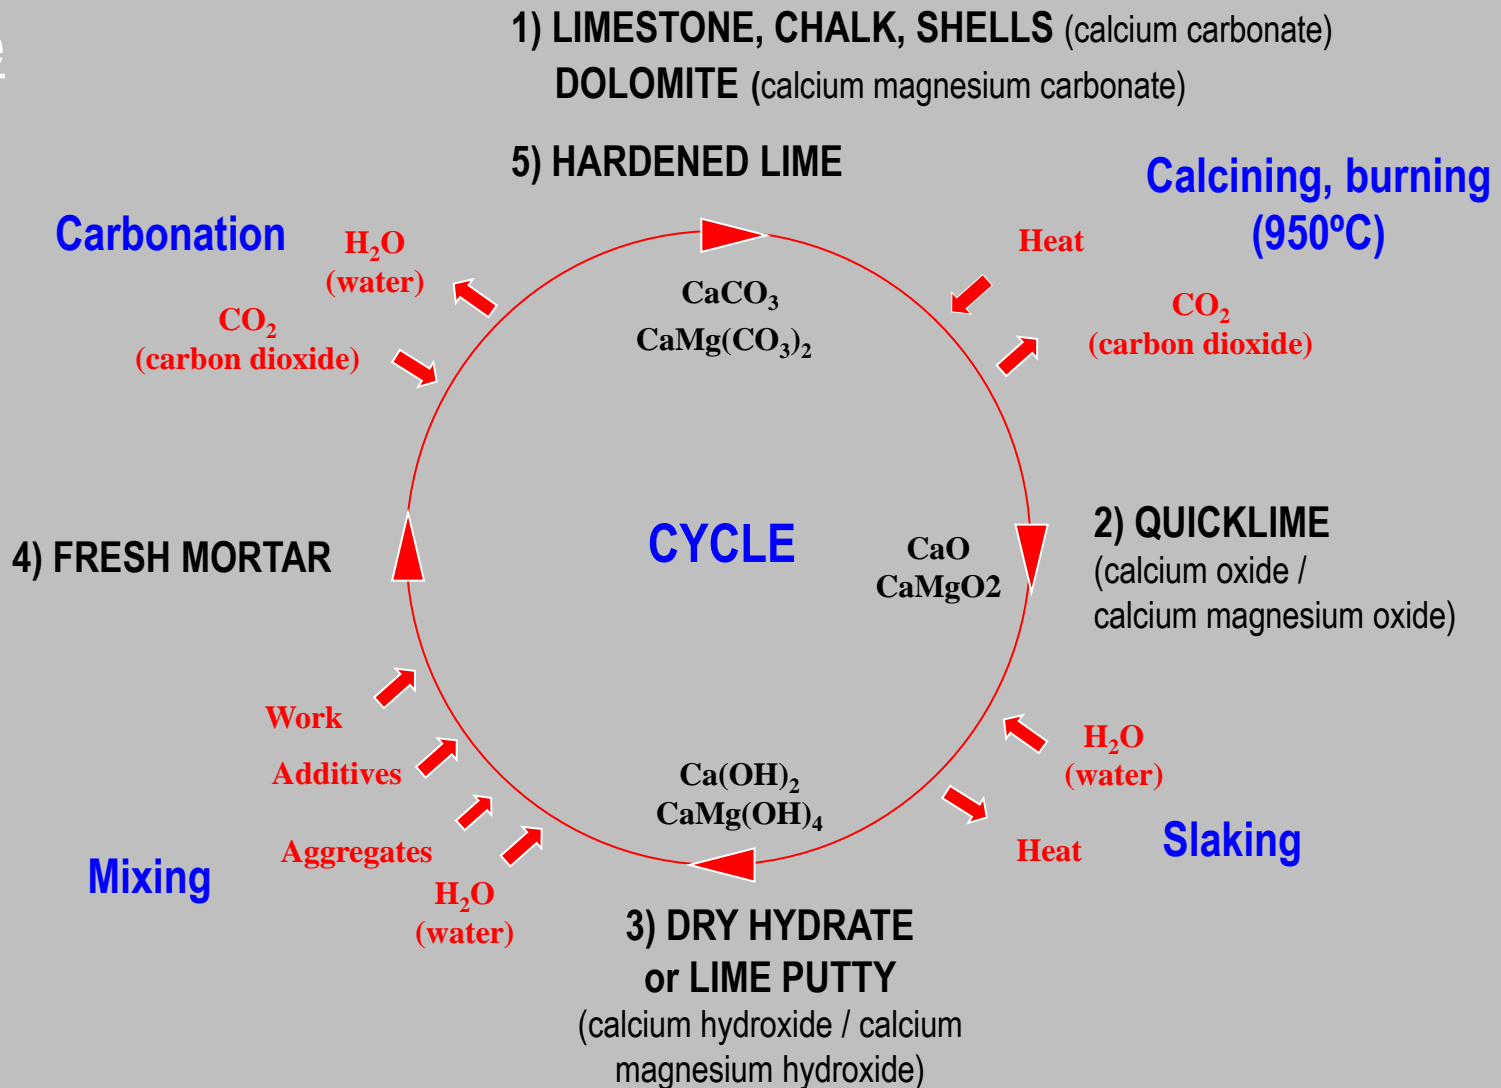 1) LIMESTONE, CHALK, SHELLS (calcium carbonate)
DOLOMITE (calcium magnesium carbonate)
5) HARDENED LIME
Calcining, burning
(950ºC)
Carbonation
H₂O
(water)
CO₂
(carbon dioxide)
Heat
CO₂
(carbon dioxide)
CaCO₃
CaMg(CO₃)₂
4) FRESH MORTAR
CYCLE
CaO
CaMgO2
2) QUICKLIME
(calcium oxide /
calcium magnesium oxide)
Work
Additives
Aggregates
H₂O
(water)
Mixing
Ca(OH)₂
CaMg(OH)₄
H₂O
(water)
Heat
Slaking
3) DRY HYDRATE
or LIME PUTTY
(calcium hydroxide / calcium
magnesium hydroxide)